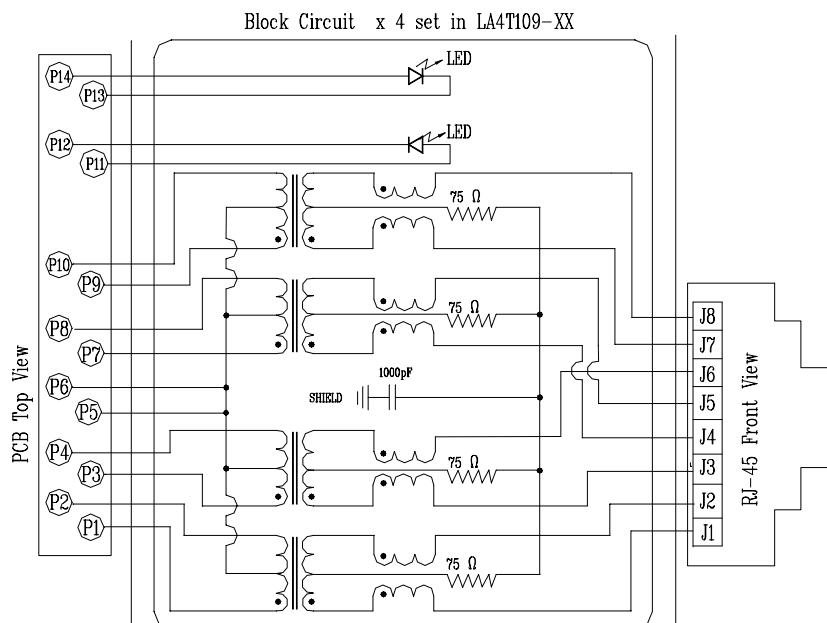 Block Circuit x 4 set in LA4T109-XX
P14
LED
P13
P12
LED
P11
75 Ω
P10
P9
P8
75 Ω
J8
P7
J7
1000pF
J6
P6
SHIELD
J5
P5
J4
P4
75 Ω
J3
P3
P2
J2
P1
J1
75 Ω
PCB Top View
RJ-45 Front View